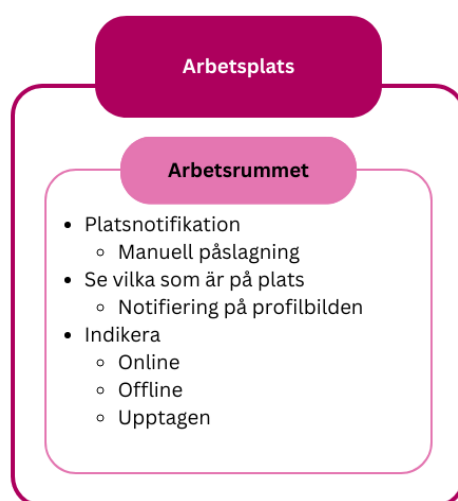 Arbetsplats
Arbetsrummet
• Platsnotifikation
◦ Manuell påslagning
• Se vilka som är på plats
◦ Notifiering på profilbilden
• Indikera
◦ Online
◦ Offline
◦ Upptagen